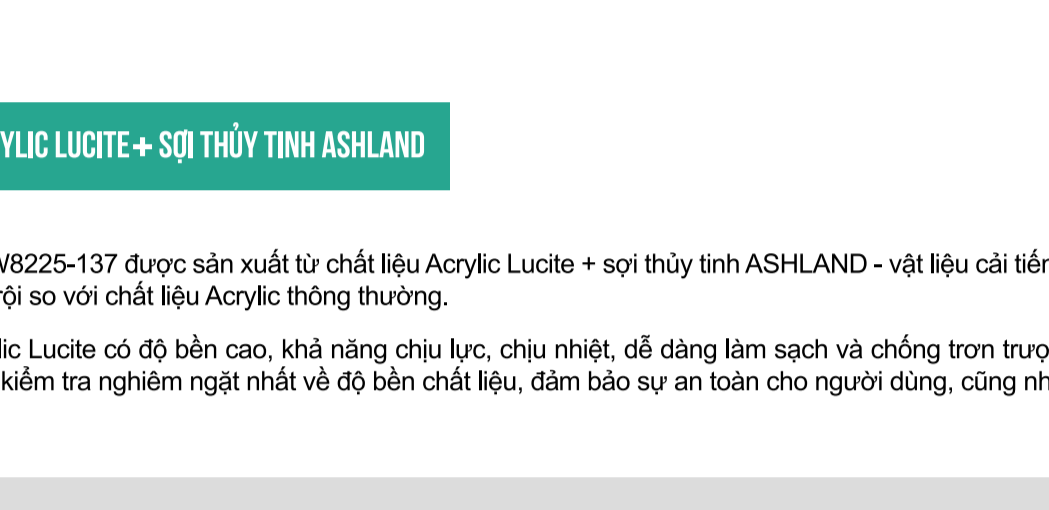 YLIC LUCITE + SỢI THỦY TINH ASHLAND
8225-137 được sản xuất từ chất liệu Acrylic Lucite + sợi thủy tinh ASHLAND - vật liệu cải tiến
so với chất liệu Acrylic thông thường.
lic Lucite có độ bền cao, khả năng chịu lực, chịu nhiệt, dễ dàng làm sạch và chống trơn trượ
kiểm tra nghiêm ngặt nhất về độ bền chất liệu, đảm bảo sự an toàn cho người dùng, cũng nh